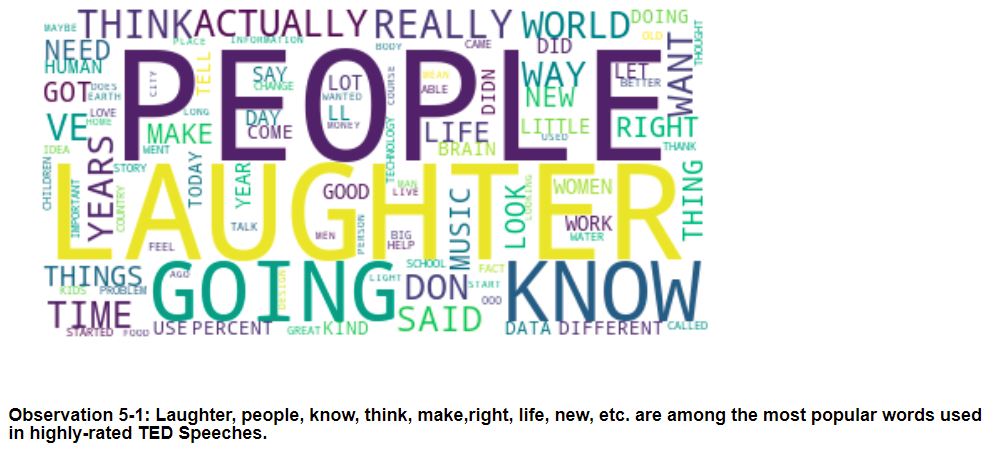 MAYBE THINK ACTUALLY REALLY WORLD DOING
PLACE INFORMATION BODY CAME DID OLD THOUGHT
NEED TELL SAY LOT MEAN WAY LET WANT
HUMAN CITY CHANGE WANTED COURSE ABLE DIDN NEW BETTER
GOT DOES EARTH PEOPLE
LOVE LONG DAY LL LIFE LITTLE RIGHT
VE HOME MAKE COME MONEY TECHNOLOGY BRAIN USED
IDEA WENT THANK
CHILDREN YEARS STORY TODAY YEAR GOOD MAN LIVE LOOK LOOKING WOMEN THING
LAUGHTER
IMPORTANT COUNTRY TALK MEN PERSON BIG MUSIC WORK
FEEL HELP WATER
THINGS AGO GOING DESIGN LIGHT SCHOOL FACT KNOW
KIDS PROBLEM DON START
TIME SAID OOO
STARTED FOOD USE PERCENT GREAT KIND DATA DIFFERENT CALLED
Observation 5-1: Laughter, people, know, think, make,right, life, new, etc. are among the most popular words used
in highly-rated TED Speeches.